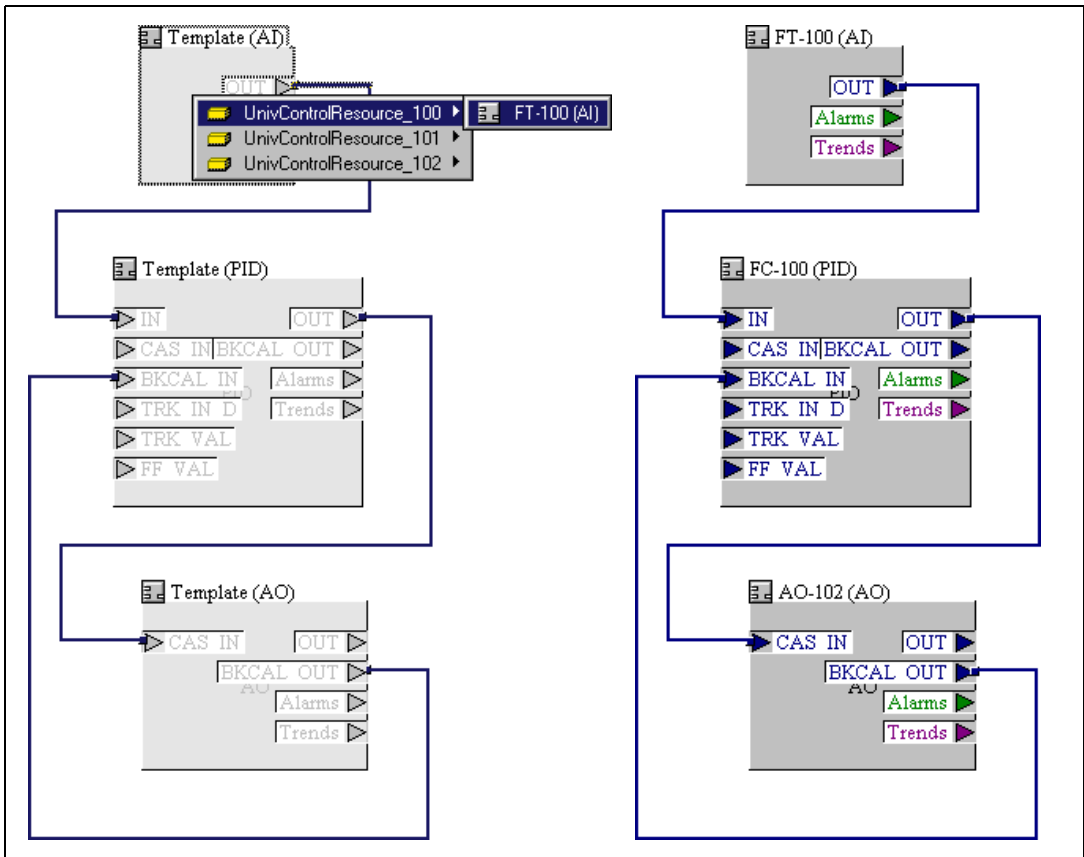 Template (AI)
OUT
UnivControlResource_100
FT-100 (AI)
UnivControlResource_101
UnivControlResource_102
Template (PID)
IN
OUT
CAS IN
BKCAL OUT
BKCAL IN
Alarms
PID
TRK IN D
Trends
TRK VAL
FF VAL
Template (AO)
CAS IN
OUT
BKCAL OUT
AO
Alarms
Trends
FT-100 (AI)
OUT
Alarms
Trends
FC-100 (PID)
IN
OUT
CAS IN
BKCAL OUT
BKCAL IN
Alarms
PID
TRK IN D
Trends
TRK VAL
FF VAL
AO-102 (AO)
CAS IN
OUT
BKCAL OUT
AO
Alarms
Trends